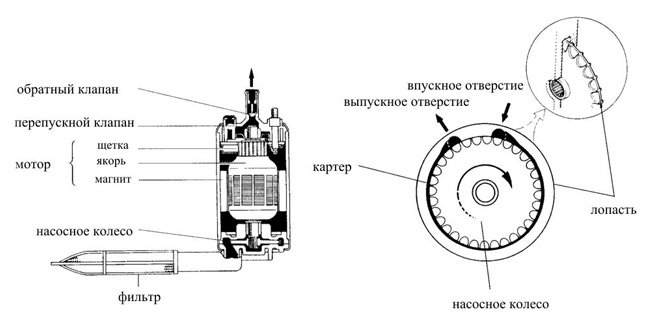 обратный клапан
перепускной клапан
щетка
мотор
якорь
магнит
насосное колесо
фильтр
впускное отверстие
выпускное отверстие
картер
лопасть
насосное колесо